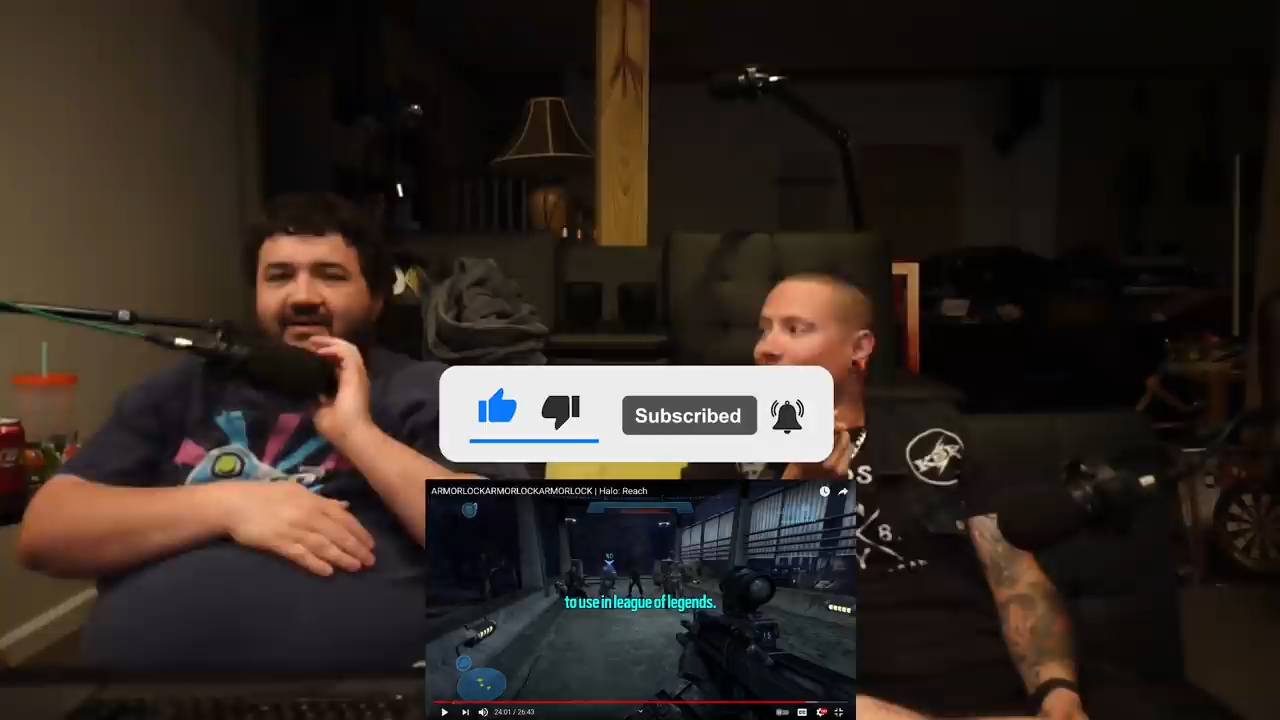 Subscribed
ARMORLOCKARMORLOCKARMORLOCK | Halo: Reach
to use in league of legends.
24:01 / 26:43